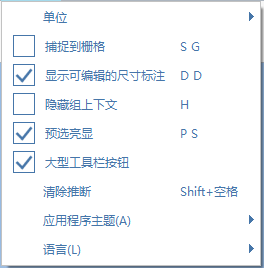 单位
捕捉到栅格 S G
显示可编辑的尺寸标注 D D
隐藏组上下文 H
预选亮显 P S
大型工具栏按钮
清除推断 Shift+空格
应用程序主题(A)
语言(L)